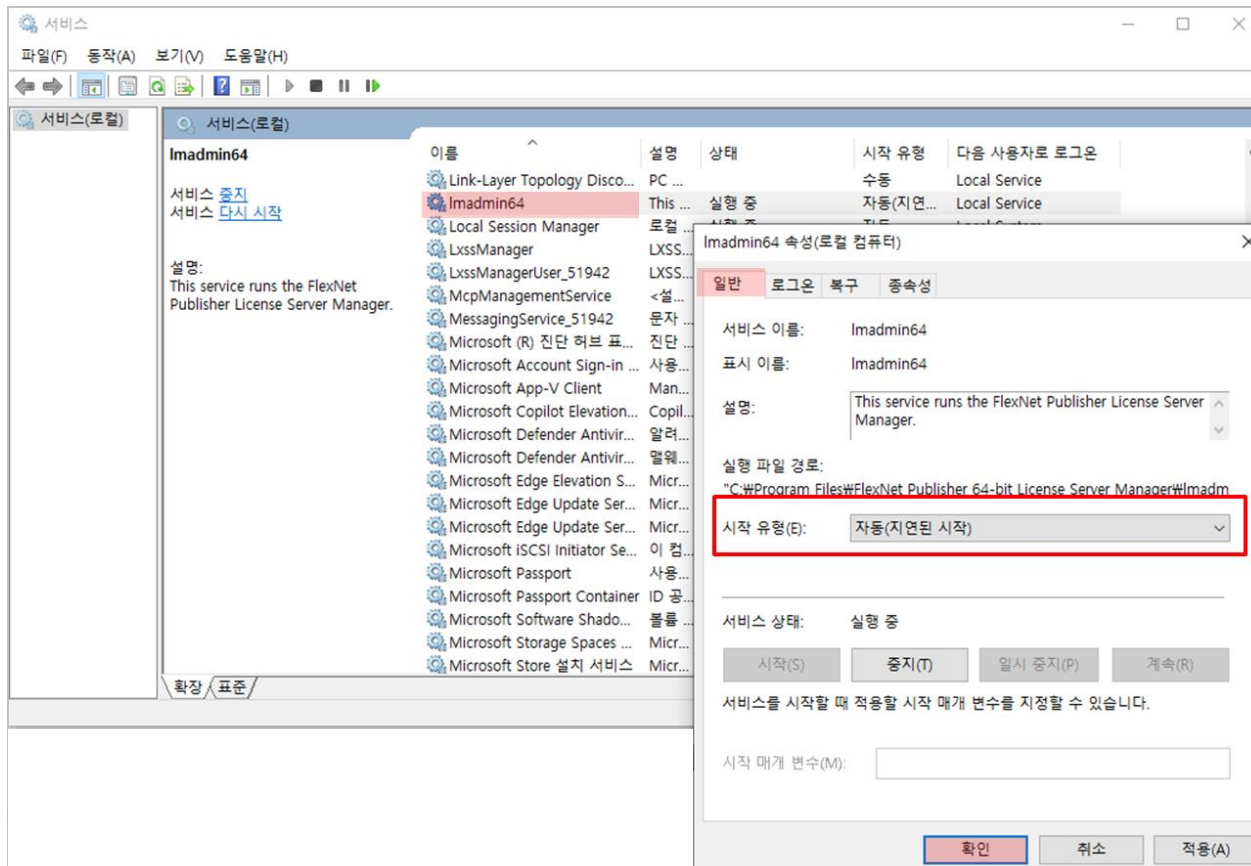 서비스
파일(F) 동작(A) 보기(V) 도움말(H)
서비스(로컬)
서비스(로컬)
lmadmin64
서비스 중지
서비스 다시 시작
설명:
This service runs the FlexNet
Publisher License Server Manager.
이름 설명 상태 시작 유형 다음 사용자로 로그온
Link-Layer Topology Disco... PC ... 수동 Local Service
lmadmin64 This ... 실행 중 자동(지연... Local Service
Local Session Manager 로컬 ... 실행 중 자동 Local System
LxssManager LXSS...
LxssManagerUser_51942 LXSS...
McpManagementService <설...
MessagingService_51942 문자 ...
Microsoft (R) 진단 허브 표... 진단 ...
Microsoft Account Sign-in ... 사용...
Microsoft App-V Client Man...
Microsoft Copilot Elevation... Copil...
Microsoft Defender Antivir... 알려...
Microsoft Defender Antivir... 맬웨...
Microsoft Edge Elevation S... Micr...
Microsoft Edge Update Ser... Micr...
Microsoft Edge Update Ser... Micr...
Microsoft iSCSI Initiator Se... 이 컴...
Microsoft Passport 사용...
Microsoft Passport Container ID 공...
Microsoft Software Shado... 볼륨 ...
Microsoft Storage Spaces ... Micr...
Microsoft Store 설치 서비스 Micr...
확장 표준
lmadmin64 속성(로컬 컴퓨터)
일반 로그온 복구 종속성
서비스 이름: lmadmin64
표시 이름: lmadmin64
설명: This service runs the FlexNet Publisher License Server
Manager.
실행 파일 경로:
"C:₩Program Files₩FlexNet Publisher 64-bit License Server Manager₩lmadm
시작 유형(E): 자동(지연된 시작)
서비스 상태: 실행 중
시작(S) 중지(T) 일시 중지(P) 계속(R)
서비스를 시작할 때 적용할 시작 매개 변수를 지정할 수 있습니다.
시작 매개 변수(M):
확인 취소 적용(A)